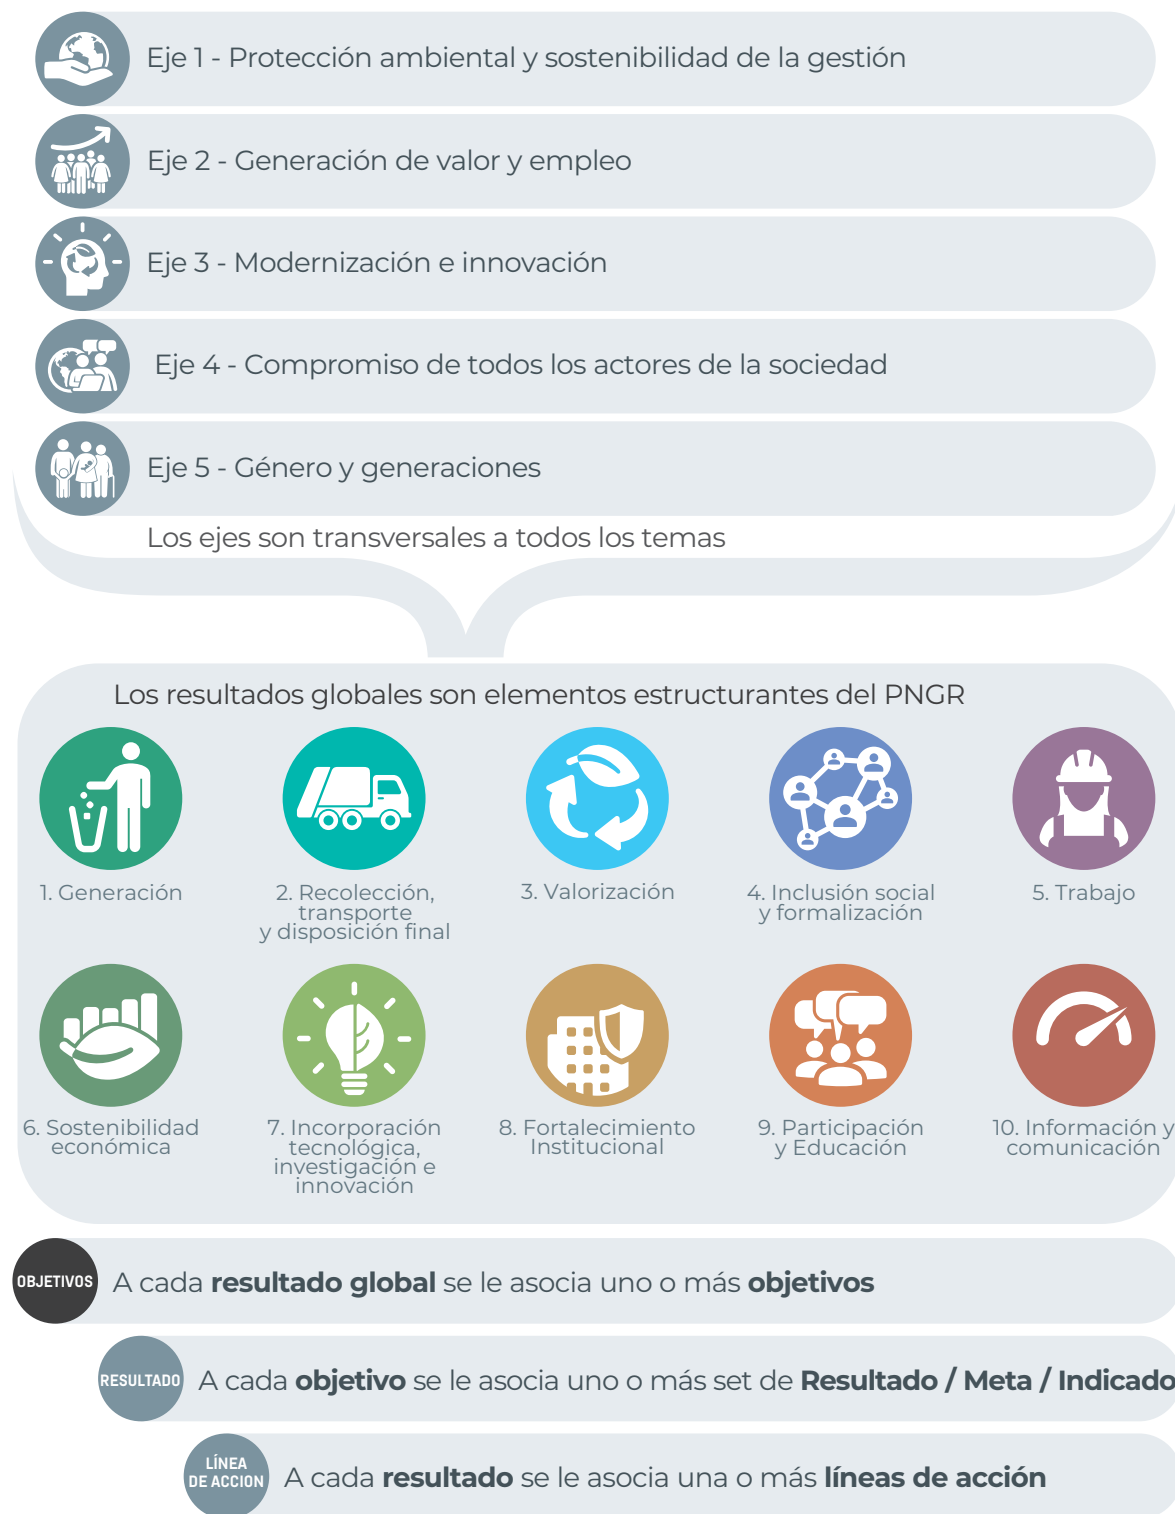 Eje 1 - Protección ambiental y sostenibilidad de la gestión
Eje 2 - Generación de valor y empleo
Eje 3 - Modernización e innovación
Eje 4 - Compromiso de todos los actores de la sociedad
Eje 5 - Género y generaciones
Los ejes son transversales a todos los temas
Los resultados globales son elementos estructurantes del PNGR
1. Generación
2. Recolección,
transporte
y disposición final
3. Valorización
4. Inclusión social
y formalización
5. Trabajo
6. Sostenibilidad
económica
7. Incorporación
tecnológica,
investigación e
innovación
8. Fortalecimiento
Institucional
9. Participación
y Educación
10. Información y
comunicación
OBJETIVOS
A cada resultado global se le asocia uno o más objetivos
RESULTADO
A cada objetivo se le asocia uno o más set de Resultado / Meta / Indicado
LÍNEA
DE ACCION
A cada resultado se le asocia una o más líneas de acción